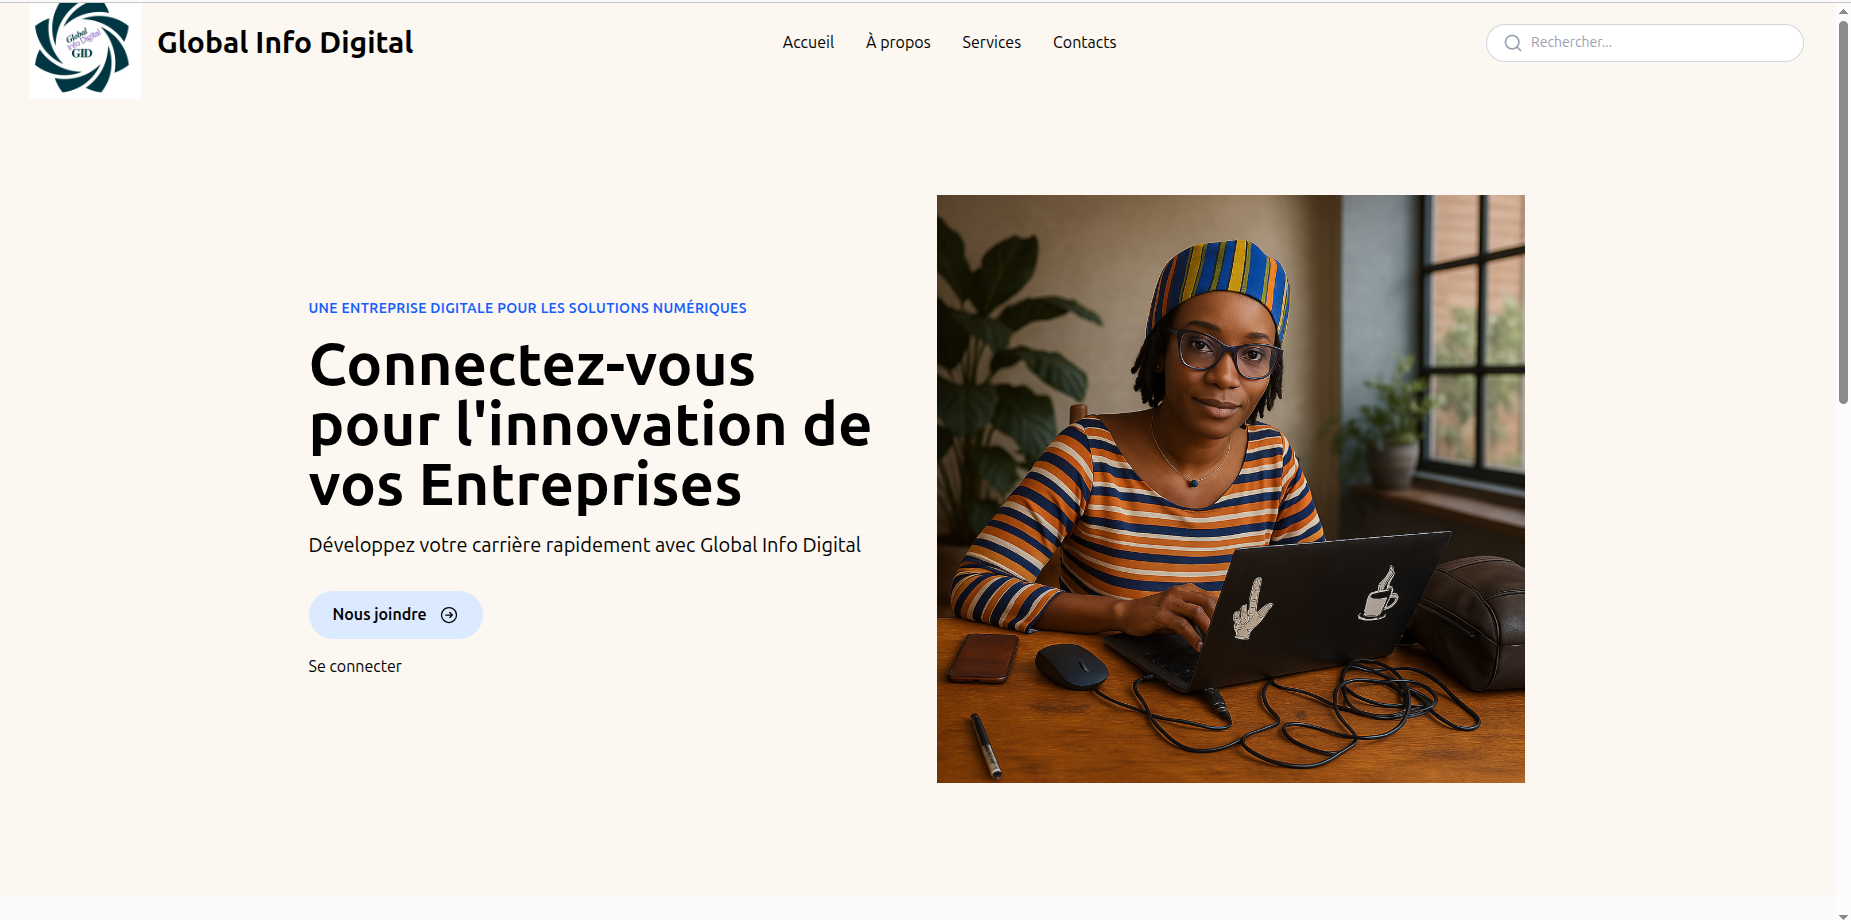 Global
Info Digital
GID
Global Info Digital
Accueil
À propos
Services
Contacts
Rechercher...
UNE ENTREPRISE DIGITALE POUR LES SOLUTIONS NUMÉRIQUES
Connectez-vous
pour l'innovation de
vos Entreprises
Développez votre carrière rapidement avec Global Info Digital
Nous joindre
Se connecter